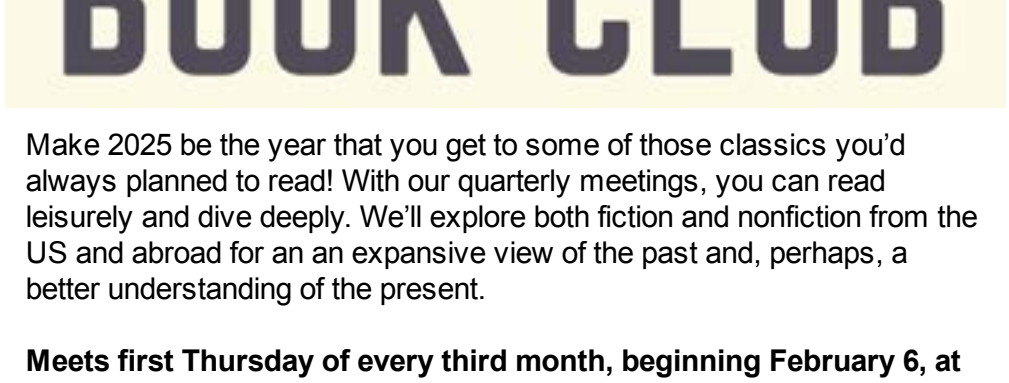 BOOK CLUB
Make 2025 be the year that you get to some of those classics you’d
always planned to read! With our quarterly meetings, you can read
leisurely and dive deeply. We’ll explore both fiction and nonfiction from the
US and abroad for an an expansive view of the past and, perhaps, a
better understanding of the present.
Meets first Thursday of every third month, beginning February 6, at